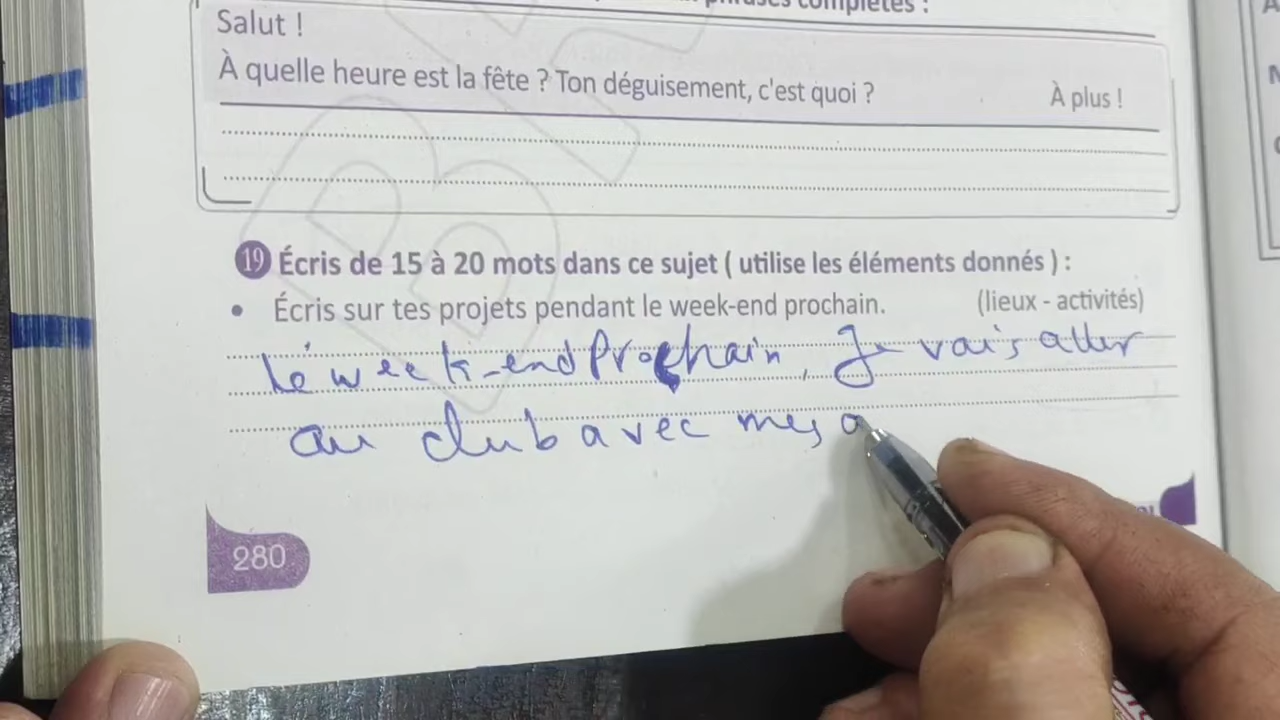 phrases complètes :
Salut !
À quelle heure est la fête ? Ton déguisement, c'est quoi ?
À plus !
19 Écris de 15 à 20 mots dans ce sujet ( utilise les éléments donnés ) :
• Écris sur tes projets pendant le week-end prochain. (lieux - activités)
Le week-end Prochain, Je vais aller
au club avec mes a
280